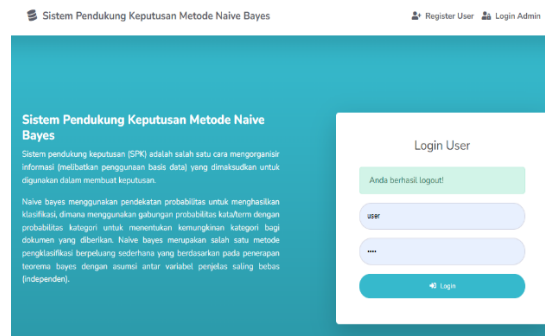 Sistem Pendukung Keputusan Metode Naive Bayes
Register User
Login Admin
Sistem Pendukung Keputusan Metode Naive
Bayes
Sistem pendukung keputusan (SPK) adalah salah satu cara mengorganisir
informasi (melibatkan penggunaan basis data) yang dimaksudkan untuk
digunakan dalam membuat keputusan.
Naive bayes menggunakan pendekatan probabilitas untuk menghasilkan
klasifikasi, dimana menggunakan gabungan probabilitas kata/term dengan
probabilitas kategori untuk menentukan kemungkinan kategori bagi
dokumen yang diberikan. Naive bayes merupakan salah satu metode
pengklasifikasi berpeluang sederhana yang berdasarkan pada penerapan
teorema bayes dengan asumsi antar variabel penjelas saling bebas
(independen).
Login User
Anda berhasil logout!
user
....
Login